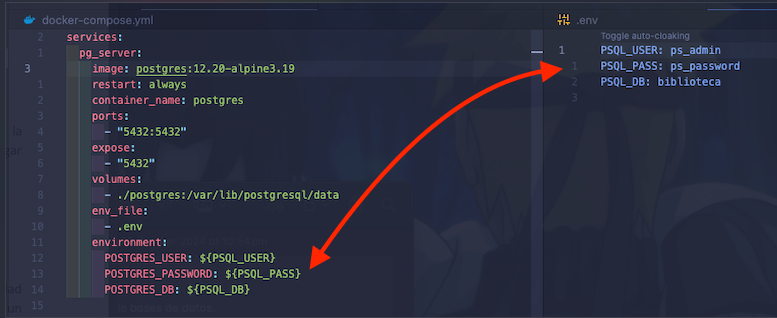 docker-compose.yml
2 services:
1 pg_server:
3 image: postgres:12.20-alpine3.19
1 restart: always
2 container_name: postgres
3 ports:
4 - "5432:5432"
5 expose:
6 - "5432"
7 volumes:
8 - ./postgres:/var/lib/postgresql/data
9 env_file:
10 - .env
11 environment:
12 POSTGRES_USER: ${PSQL_USER}
13 POSTGRES_PASSWORD: ${PSQL_PASS}
14 POSTGRES_DB: ${PSQL_DB}
15
.env
Toggle auto-cloaking
1 PSQL_USER: ps_admin
1 PSQL_PASS: ps_password
2 PSQL_DB: biblioteca
3